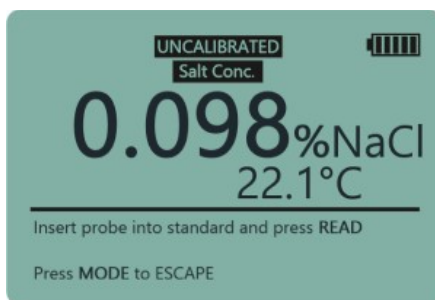 UNCALIBRATED
Salt Conc.
0.098%NaCl
22.1°C
Insert probe into standard and press READ
Press MODE to ESCAPE